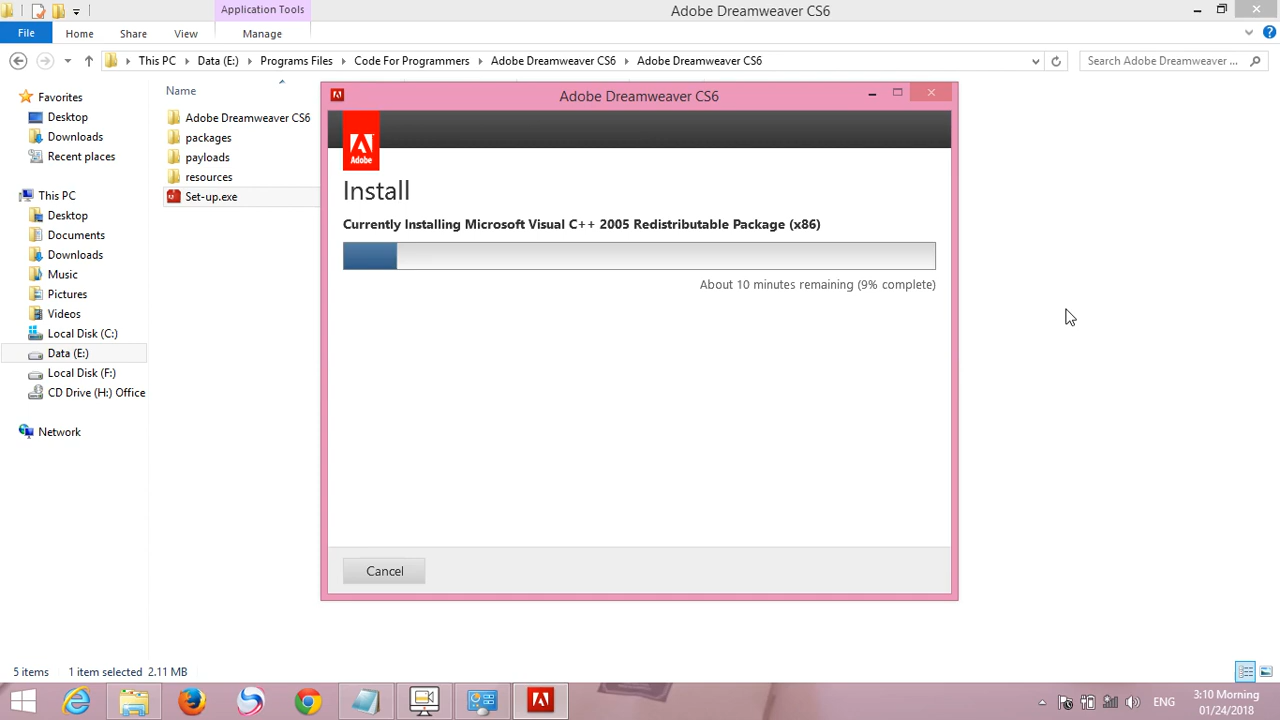 Application Tools
Adobe Dreamweaver CS6
File
Home
Share
View
Manage
This PC
Data (E:)
Programs Files
Code For Programmers
Adobe Dreamweaver CS6
Adobe Dreamweaver CS6
Search Adobe Dreamweaver ...
Favorites
Desktop
Downloads
Recent places
This PC
Desktop
Documents
Downloads
Music
Pictures
Videos
Local Disk (C:)
Data (E:)
Local Disk (F:)
CD Drive (H:) Office
Network
Name
Adobe Dreamweaver CS6
packages
payloads
resources
Set-up.exe
Adobe Dreamweaver CS6
Adobe
Install
Currently Installing Microsoft Visual C++ 2005 Redistributable Package (x86)
About 10 minutes remaining (9% complete)
Cancel
5 items
1 item selected 2.11 MB
ENG
3:10 Morning
01/24/2018